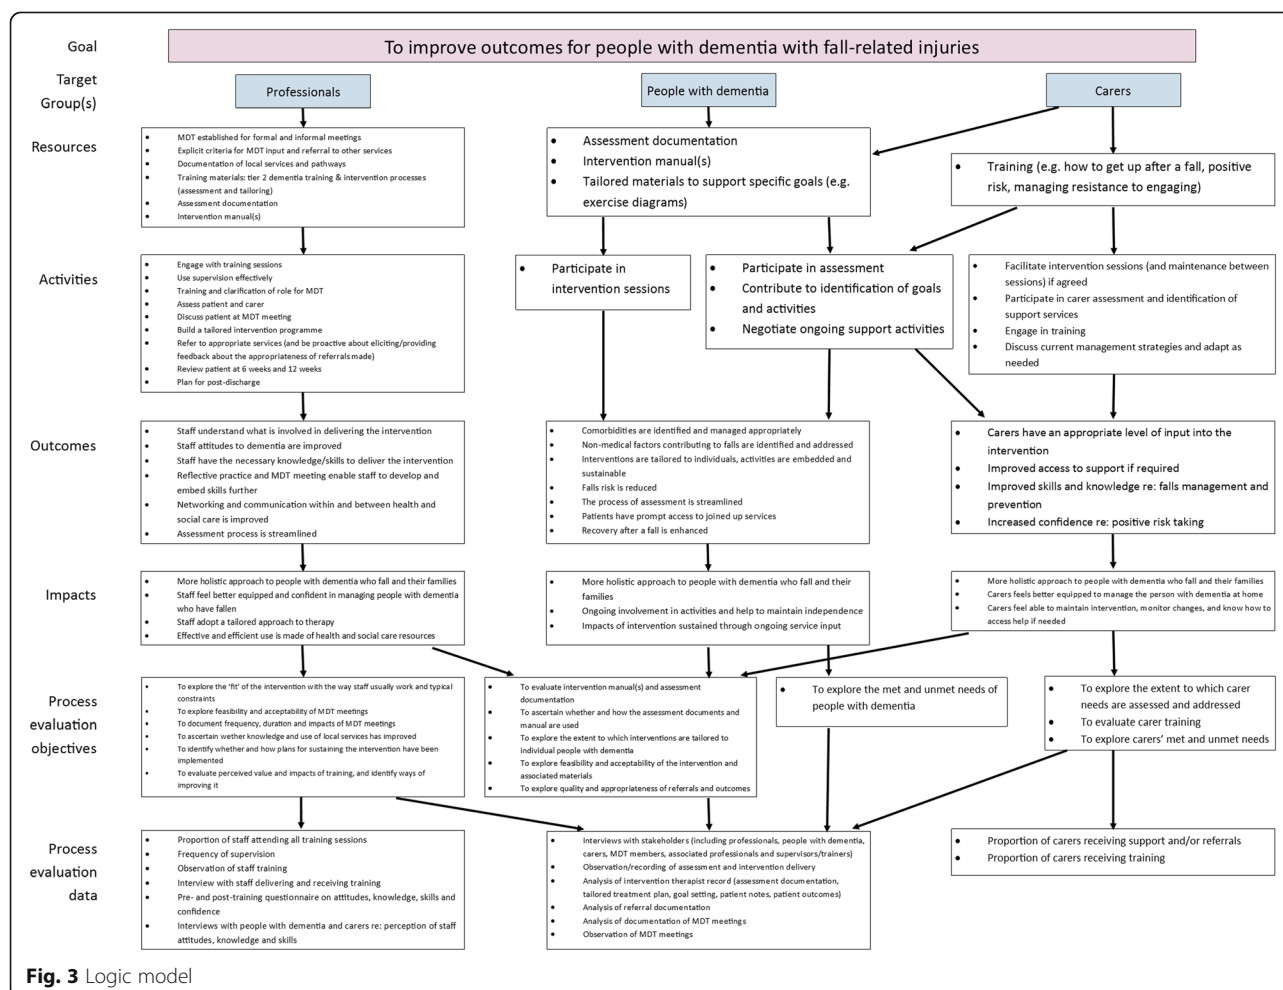 Goal
To improve outcomes for people with dementia with fall-related injuries
Target
Group(s)
Professionals
People with dementia
Carers
Resources
• MDT established for formal and informal meetings
• Explicit criteria for MDT input and referral to other services
• Documentation of local services and pathways
• Training materials: tier 2 dementia training & intervention processes
(assessment and tailoring)
• Assessment documentation
• Intervention manual(s)
• Assessment documentation
• Intervention manual(s)
• Tailored materials to support specific goals (e.g.
exercise diagrams)
• Training (e.g. how to get up after a fall, positive
risk, managing resistance to engaging)
Activities
• Engage with training sessions
• Use supervision effectively
• Training and clarification of role for MDT
• Assess patient and carer
• Discuss patient at MDT meeting
• Build a tailored intervention programme
• Refer to appropriate services (and be proactive about eliciting/providing
feedback about the appropriateness of referrals made)
• Review patient at 6 weeks and 12 weeks
• Plan for post-discharge
• Participate in
intervention sessions
• Participate in assessment
• Contribute to identification of goals
and activities
• Negotiate ongoing support activities
• Facilitate intervention sessions (and maintenance between
sessions) if agreed
• Participate in carer assessment and identification of
support services
• Engage in training
• Discuss current management strategies and adapt as
needed
Outcomes
• Staff understand what is involved in delivering the intervention
• Staff attitudes to dementia are improved
• Staff have the necessary knowledge/skills to deliver the intervention
• Reflective practice and MDT meeting enable staff to develop and
embed skills further
• Networking and communication within and between health and
social care is improved
• Assessment process is streamlined
• Comorbidities are identified and managed appropriately
• Non-medical factors contributing to falls are identified and addressed
• Interventions are tailored to individuals, activities are embedded and
sustainable
• Falls risk is reduced
• The process of assessment is streamlined
• Patients have prompt access to joined up services
• Recovery after a fall is enhanced
• Carers have an appropriate level of input into the
intervention
• Improved access to support if required
• Improved skills and knowledge re: falls management and
prevention
• Increased confidence re: positive risk taking
Impacts
• More holistic approach to people with dementia who fall and their families
• Staff feel better equipped and confident in managing people with dementia
who have fallen
• Staff adopt a tailored approach to therapy
• Effective and efficient use is made of health and social care resources
• More holistic approach to people with dementia who fall and their
families
• Ongoing involvement in activities and help to maintain independence
• Impacts of intervention sustained through ongoing service input
• More holistic approach to people with dementia who fall and their families
• Carers feels better equipped to manage the person with dementia at home
• Carers feel able to maintain intervention, monitor changes, and know how to
access help if needed
Process
evaluation
objectives
• To explore the 'fit' of the intervention with the way staff usually work and typical
constraints
• To explore feasibility and acceptability of MDT meetings
• To document frequency, duration and impacts of MDT meetings
• To ascertain wether knowledge and use of local services has improved
• To identify whether and how plans for sustaining the intervention have been
implemented
• To evaluate perceived value and impacts of training, and identify ways of
improving it
• To evaluate intervention manual(s) and assessment
documentation
• To ascertain whether and how the assessment documents and
manual are used
• To explore the extent to which interventions are tailored to
individual people with dementia
• To explore feasibility and acceptability of the intervention and
associated materials
• To explore quality and appropriateness of referrals and outcomes
• To explore the met and unmet needs of
people with dementia
• To explore the extent to which carer
needs are assessed and addressed
• To evaluate carer training
• To explore carers' met and unmet needs
Process
evaluation
data
• Proportion of staff attending all training sessions
• Frequency of supervision
• Observation of staff training
• Interview with staff delivering and receiving training
• Pre- and post-training questionnaire on attitudes, knowledge, skills and
confidence
• Interviews with people with dementia and carers re: perception of staff
attitudes, knowledge and skills
• Interviews with stakeholders (including professionals, people with dementia,
carers, MDT members, associated professionals and supervisors/trainers)
• Observation/recording of assessment and intervention delivery
• Analysis of intervention therapist record (assessment documentation,
tailored treatment plan, goal setting, patient notes, patient outcomes)
• Analysis of referral documentation
• Analysis of documentation of MDT meetings
• Observation of MDT meetings
• Proportion of carers receiving support and/or referrals
• Proportion of carers receiving training
Fig. 3 Logic model